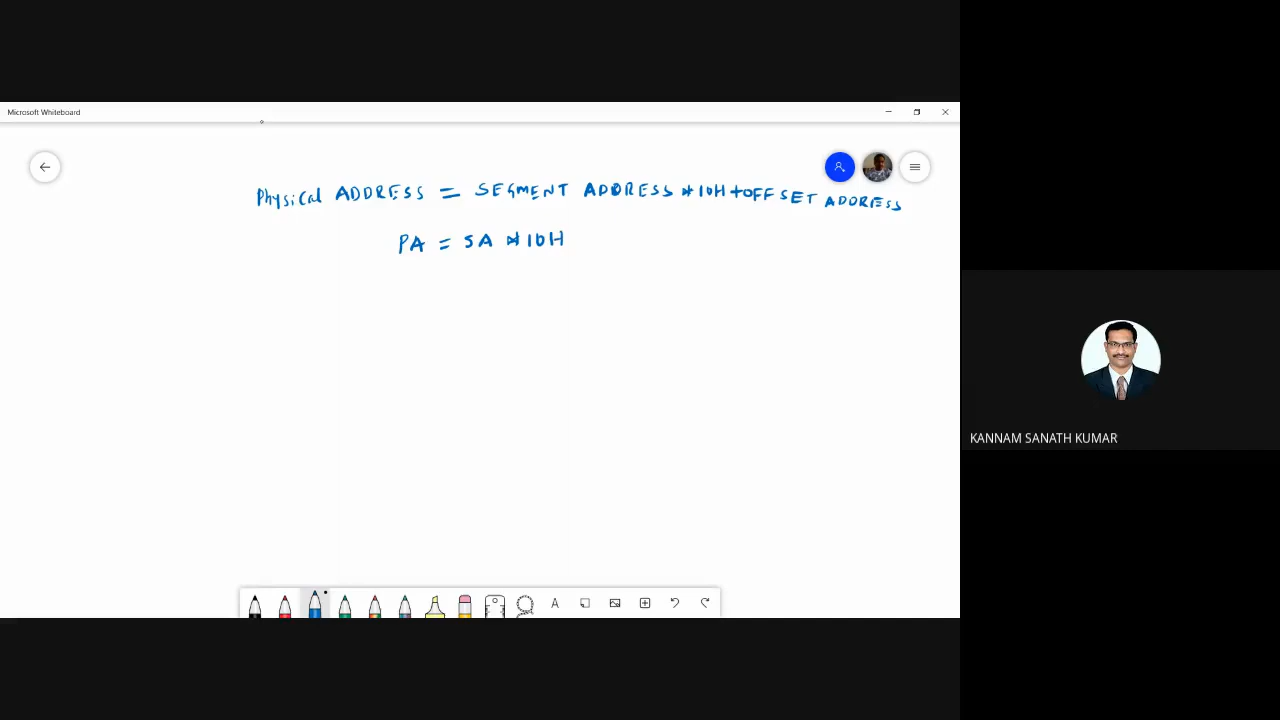 Microsoft Whiteboard
Physical ADDRESS = SEGMENT ADDRESS * 10H + OFFSET ADDRESS
PA = SA * 10H
KANNAM SANATH KUMAR
A